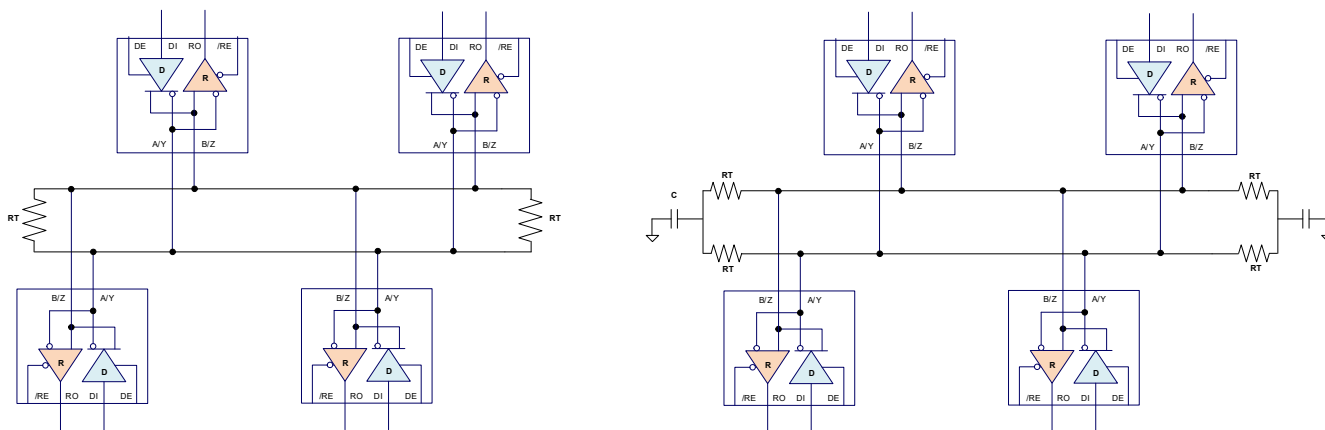 DE DI RO /RE
D
R
A/Y B/Z
DE DI RO /RE
D
R
A/Y B/Z
RT
RT
B/Z A/Y
R
D
/RE RO DI DE
B/Z A/Y
R
D
/RE RO DI DE
DE DI RO /RE
D
R
A/Y B/Z
DE DI RO /RE
D
R
A/Y B/Z
RT
RT
C
RT
RT
B/Z A/Y
R
D
/RE RO DI DE
B/Z A/Y
R
D
/RE RO DI DE